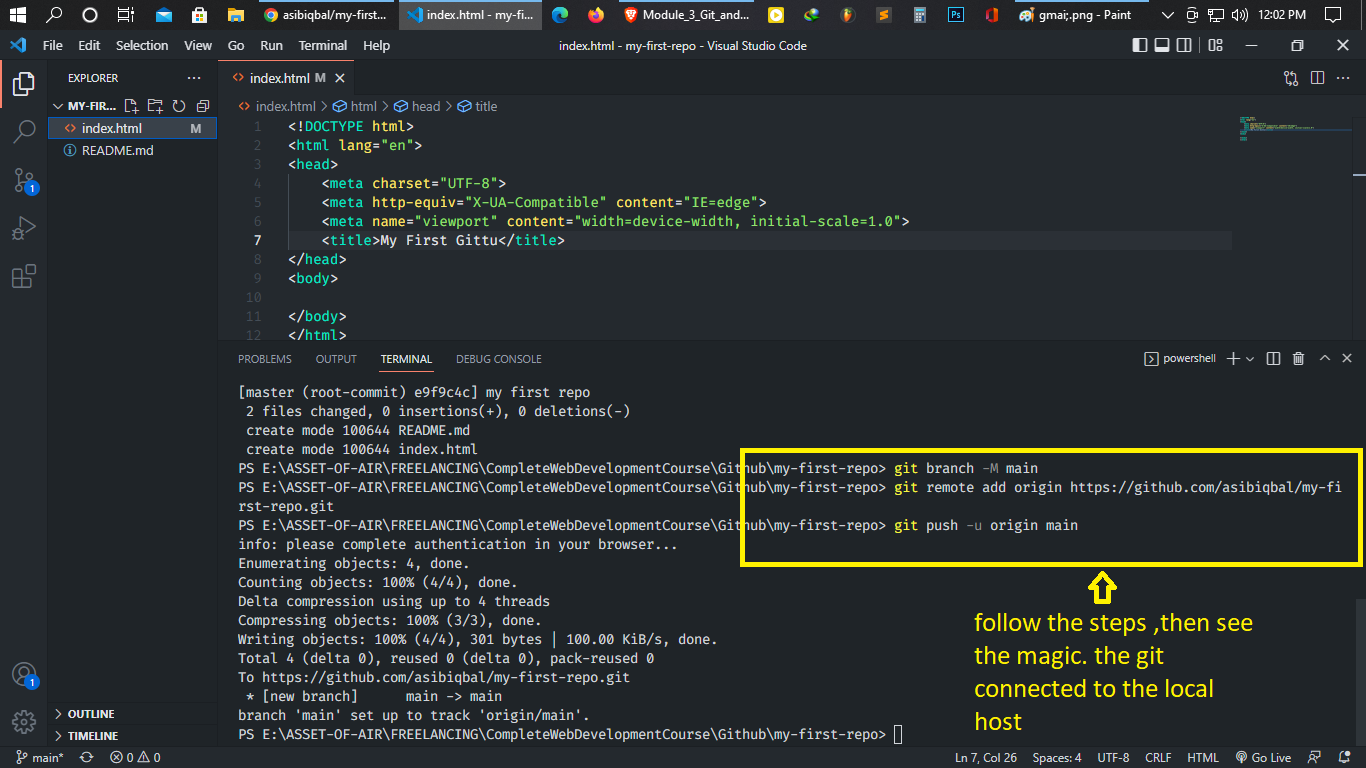 asibiqbal/my-first...
index.html - my-fi...
Module_3_Git_and...
Ps
gmai;.png - Paint
12:02 PM
File Edit Selection View Go Run Terminal Help
index.html - my-first-repo - Visual Studio Code
EXPLORER
MY-FIR...
index.html M
README.md
OUTLINE
TIMELINE
1
1
index.html M
index.html > html > head > title
1 <!DOCTYPE html>
2 <html lang="en">
3 <head>
4 <meta charset="UTF-8">
5 <meta http-equiv="X-UA-Compatible" content="IE=edge">
6 <meta name="viewport" content="width=device-width, initial-scale=1.0">
7 <title>My First Gittu</title>
8 </head>
9 <body>
10
11 </body>
12 </html>
PROBLEMS OUTPUT TERMINAL DEBUG CONSOLE
powershell
[master (root-commit) e9f9c4c] my first repo
2 files changed, 0 insertions(+), 0 deletions(-)
create mode 100644 README.md
create mode 100644 index.html
PS E:\ASSET-OF-AIR\FREELANCING\CompleteWebDevelopmentCourse\Github\my-first-repo> git branch -M main
PS E:\ASSET-OF-AIR\FREELANCING\CompleteWebDevelopmentCourse\Github\my-first-repo> git remote add origin https://github.com/asibiqbal/my-fi
rst-repo.git
PS E:\ASSET-OF-AIR\FREELANCING\CompleteWebDevelopmentCourse\Github\my-first-repo> git push -u origin main
info: please complete authentication in your browser...
Enumerating objects: 4, done.
Counting objects: 100% (4/4), done.
Delta compression using up to 4 threads
Compressing objects: 100% (3/3), done.
Writing objects: 100% (4/4), 301 bytes | 100.00 KiB/s, done.
Total 4 (delta 0), reused 0 (delta 0), pack-reused 0
To https://github.com/asibiqbal/my-first-repo.git
* [new branch] main -> main
branch 'main' set up to track 'origin/main'.
PS E:\ASSET-OF-AIR\FREELANCING\CompleteWebDevelopmentCourse\Github\my-first-repo>
follow the steps ,then see
the magic. the git
connected to the local
host
main* 0 0 Ln 7, Col 26 Spaces: 4 UTF-8 CRLF HTML Go Live